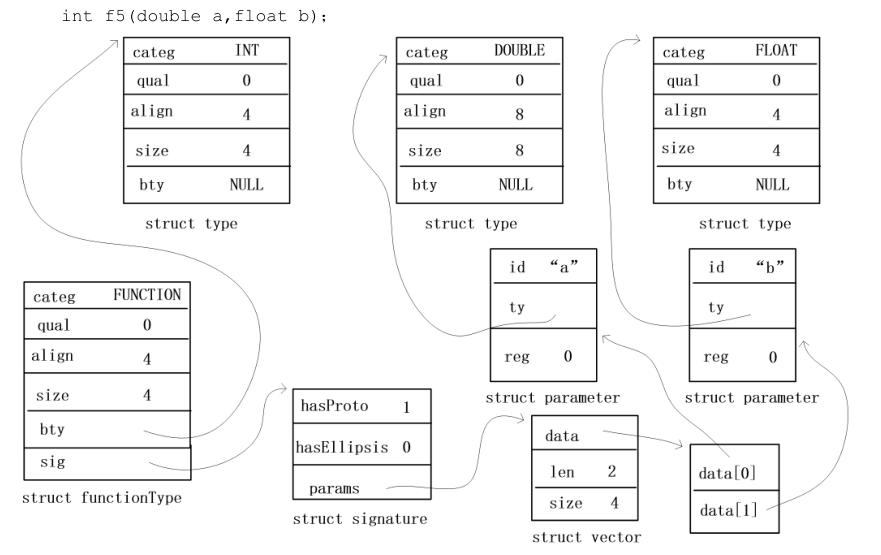 int f5(double a,float b);
categ INT
qual 0
align 4
size 4
bty NULL
struct type
categ DOUBLE
qual 0
align 8
size 8
bty NULL
struct type
categ FLOAT
qual 0
align 4
size 4
bty NULL
struct type
id “a”
ty
reg 0
struct parameter
id “b”
ty
reg 0
struct parameter
categ FUNCTION
qual 0
align 4
size 4
bty
sig
struct functionType
hasProto 1
hasEllipsis 0
params
struct signature
data
len 2
size 4
struct vector
data[0]
data[1]